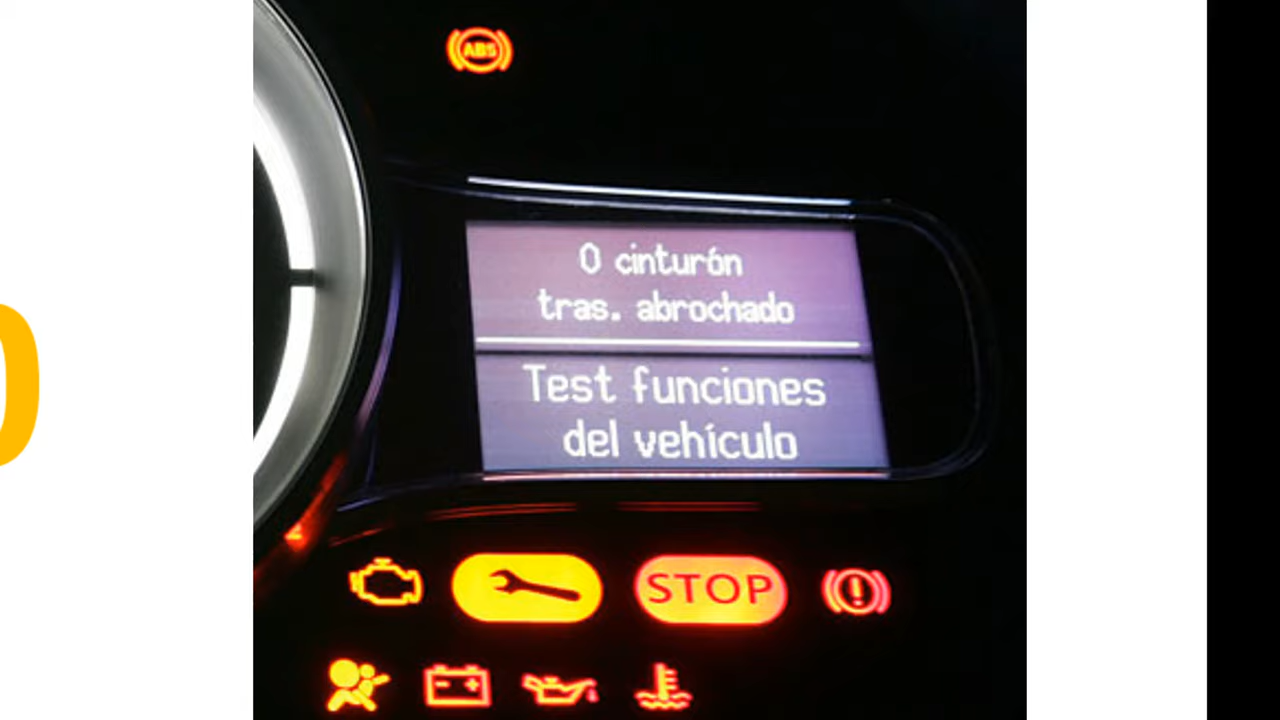 ABS
0 cinturón
tras. abrochado
Test funciones
del vehículo
STOP